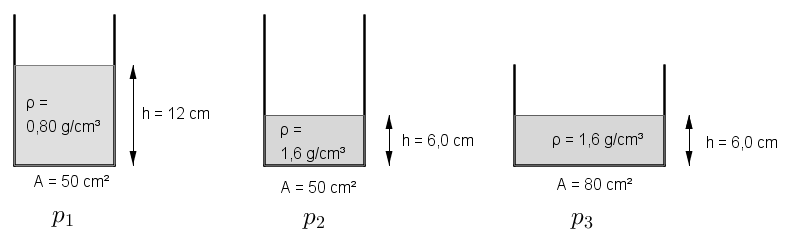 ρ =
0,80 g/cm³
h = 12 cm
A = 50 cm²
p₁
ρ =
1,6 g/cm³
h = 6,0 cm
A = 50 cm²
p₂
ρ = 1,6 g/cm³
h = 6,0 cm
A = 80 cm²
p₃